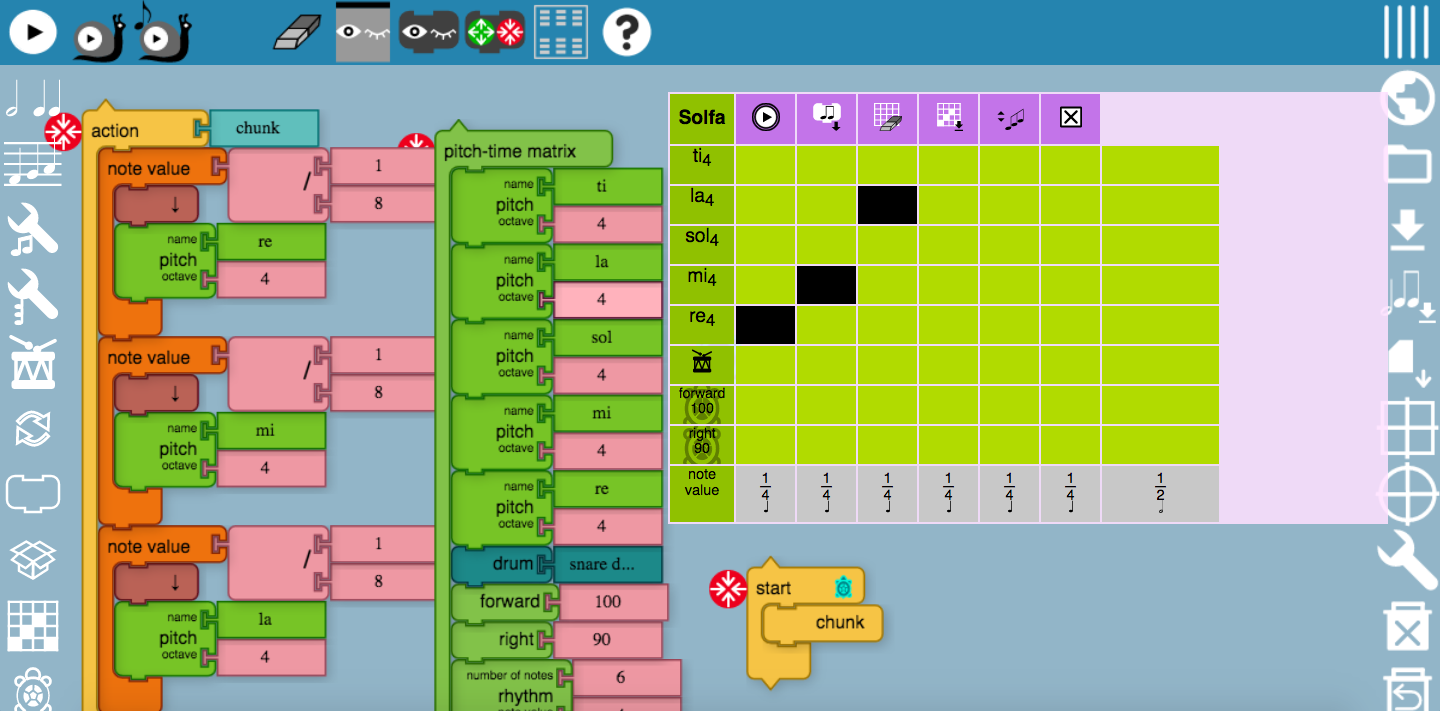 ?
action chunk
note value / 1
8
↓
name re
pitch
octave 4
note value / 1
8
↓
name mi
pitch
octave 4
note value / 1
8
↓
name la
pitch
octave 4
pitch-time matrix
name ti
pitch
octave 4
name la
pitch
octave 4
name sol
pitch
octave 4
name mi
pitch
octave 4
name re
pitch
octave 4
drum snare d...
forward 100
right 90
number of notes 6
rhythm
Solfa
ti4
la4
sol4
mi4
re4
forward
100
right
90
note
value
1 1 1 1 1 1 1
4 4 4 4 4 4 2
start
chunk